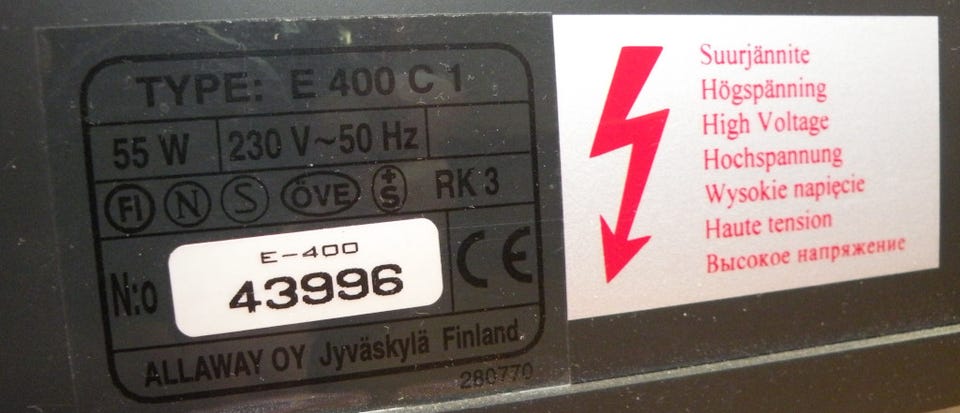 TYPE: E 400 C 1
55 W 230 V~50 Hz
FI N S ÖVE +S RK 3
N:o E-400 CE
43996
ALLAWAY OY Jyväskylä Finland
280770
Suurjännite
Högspänning
High Voltage
Hochspannung
Wysokie napięcie
Haute tension
Высокое напряжение